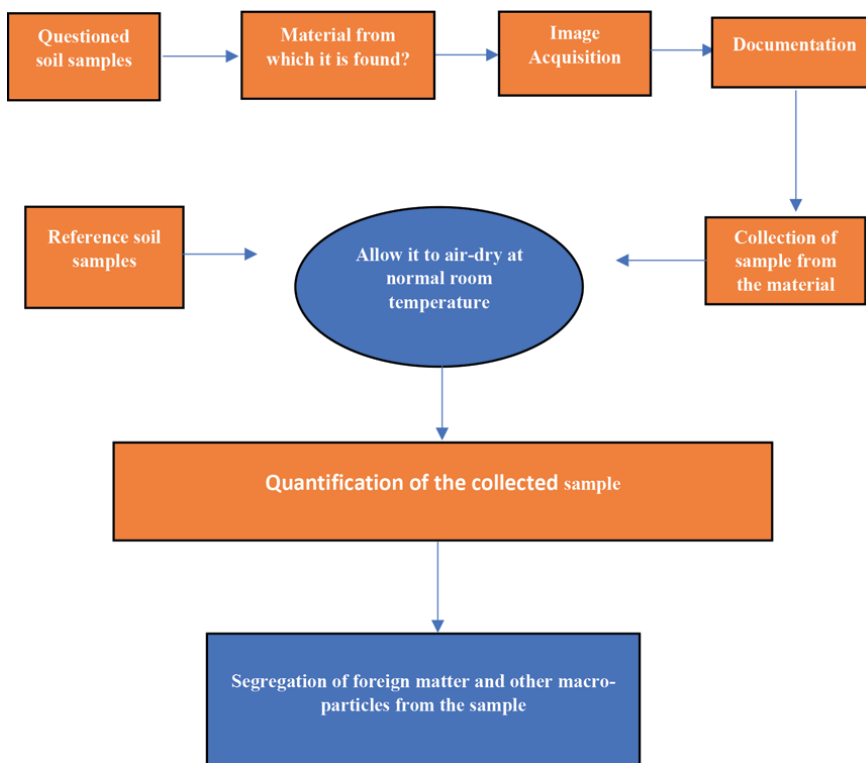 Questioned
soil samples
Material from
which it is found?
Image
Acquisition
Documentation
Reference soil
samples
Allow it to air-dry at
normal room
temperature
Collection of
sample from
the material
Quantification of the collected sample
Segregation of foreign matter and other macro-
particles from the sample